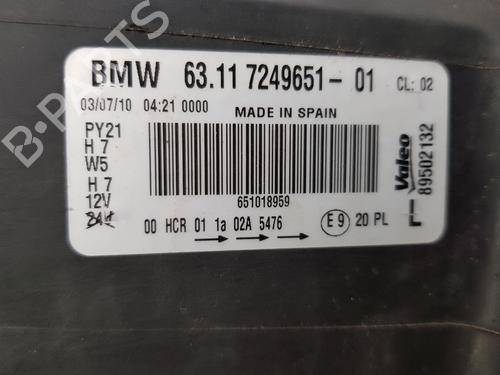 BMW 63.11 7249651-01 CL: 02
03/07/10 04:21 0000
MADE IN SPAIN
PY21
H 7
W5
H 7
12V
24V
651018959
00 HCR 01 1a 02A 5476
E9 20 PL
Valeo
89502132
L
B-PARTS